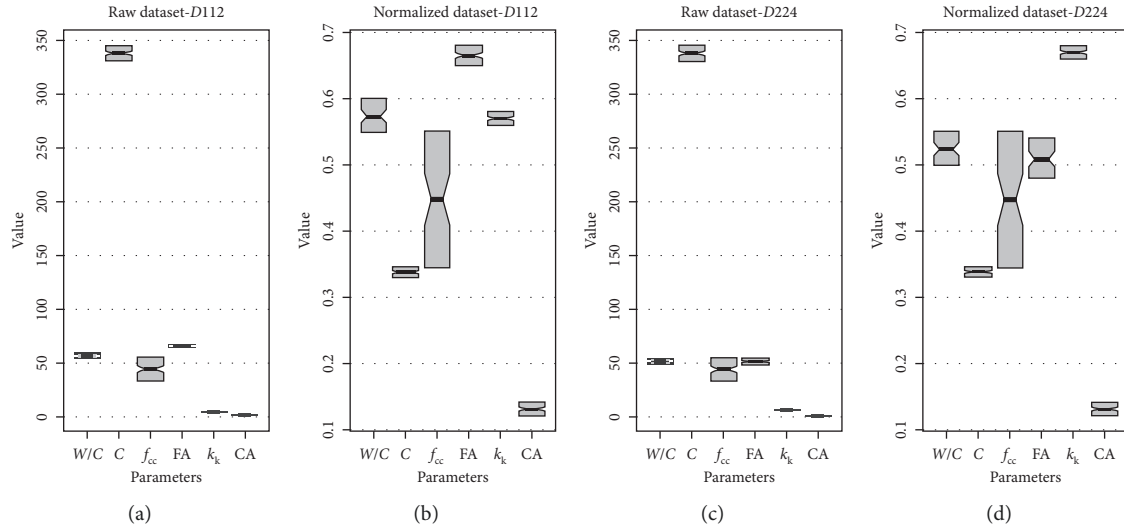 Raw dataset-D112
Value
350
300
250
200
150
100
50
0
W/C C fcc FA kk CA
Parameters
(a)
Normalized dataset-D112
Value
0.7
0.6
0.5
0.4
0.3
0.2
0.1
W/C C fcc FA kk CA
Parameters
(b)
Raw dataset-D224
Value
350
300
250
200
150
100
50
0
W/C C fcc FA kk CA
Parameters
(c)
Normalized dataset-D224
Value
0.7
0.6
0.5
0.4
0.3
0.2
0.1
W/C C fcc FA kk CA
Parameters
(d)